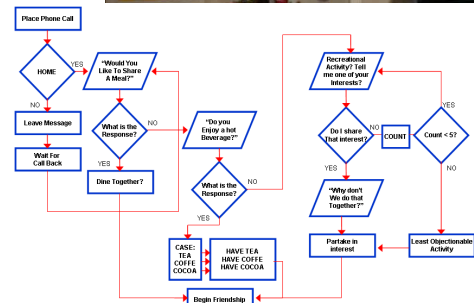 Place Phone Call
HOME
YES
NO
Leave Message
Wait For
Call Back
"Would You
Like To Share
A Meal?"
What is the
Response?
NO
YES
Dine Together?
"Do you
Enjoy a hot
Beverage?"
What is the
Response?
NO
YES
CASE:
TEA
COFFE
COCOA
HAVE TEA
HAVE COFFE
HAVE COCOA
Begin Friendship
Recreational
Activity? Tell
me one of your
Interests?
Do I share
That interest?
NO
YES
COUNT
Count < 5?
YES
NO
"Why don't
We do that
Together?"
Partake in
interest
Least Objectionable
Activity